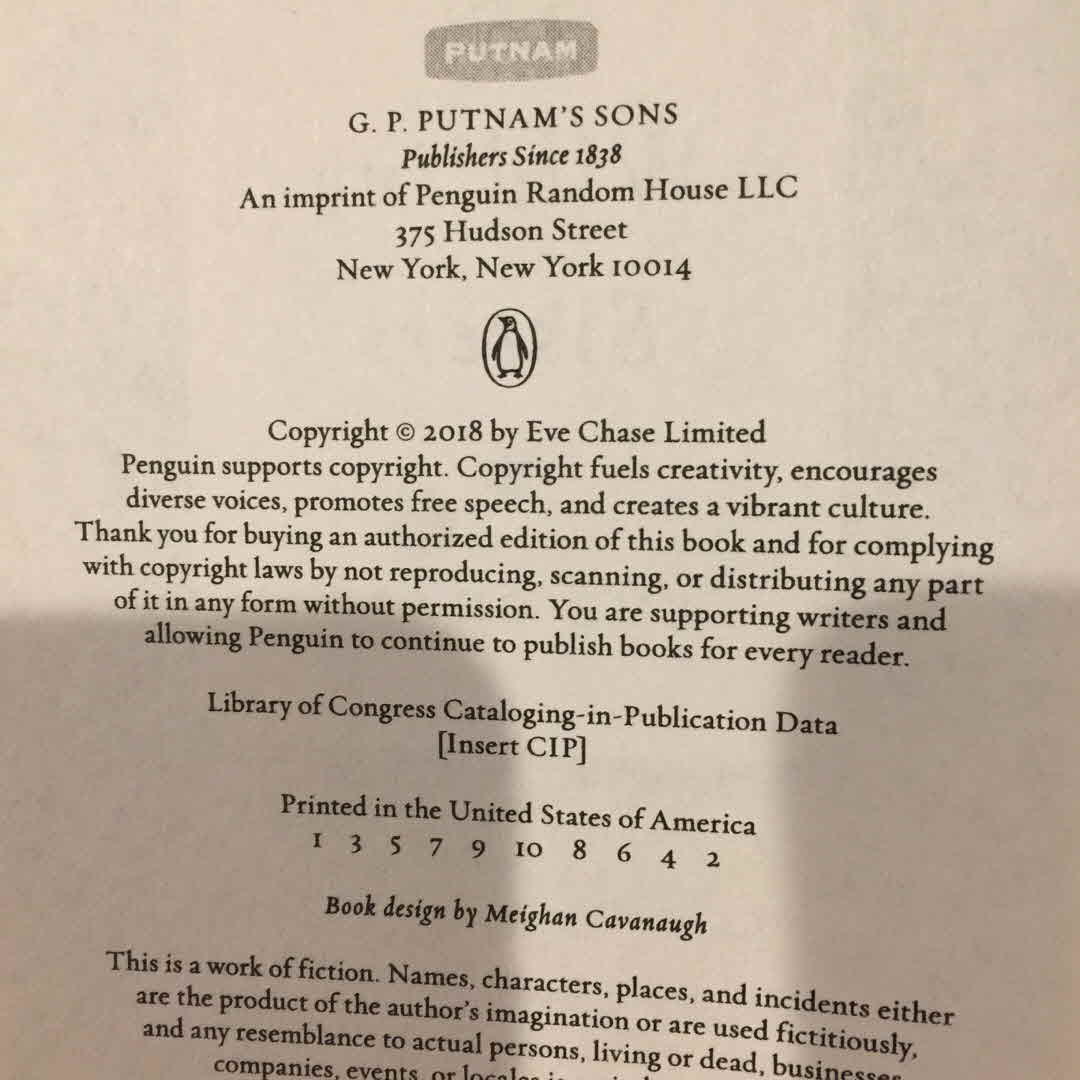 PUTNAM
G. P. PUTNAM'S SONS
Publishers Since 1838
An imprint of Penguin Random House LLC
375 Hudson Street
New York, New York 10014
Copyright © 2018 by Eve Chase Limited
Penguin supports copyright. Copyright fuels creativity, encourages
diverse voices, promotes free speech, and creates a vibrant culture.
Thank you for buying an authorized edition of this book and for complying
with copyright laws by not reproducing, scanning, or distributing any part
of it in any form without permission. You are supporting writers and
allowing Penguin to continue to publish books for every reader.
Library of Congress Cataloging-in-Publication Data
[Insert CIP]
Printed in the United States of America
1 3 5 7 9 10 8 6 4 2
Book design by Meighan Cavanaugh
This is a work of fiction. Names, characters, places, and incidents either
are the product of the author's imagination or are used fictitiously,
and any resemblance to actual persons, living or dead, businesses,
companies, events, or locales is